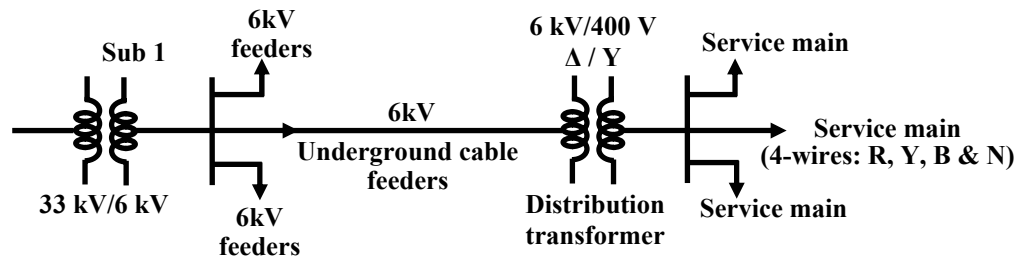 Sub 1
33 kV/6 kV
6kV
feeders
6kV
feeders
6kV
Underground cable
feeders
6 kV/400 V
Δ / Y
Distribution
transformer
Service main
Service main
(4-wires: R, Y, B & N)
Service main